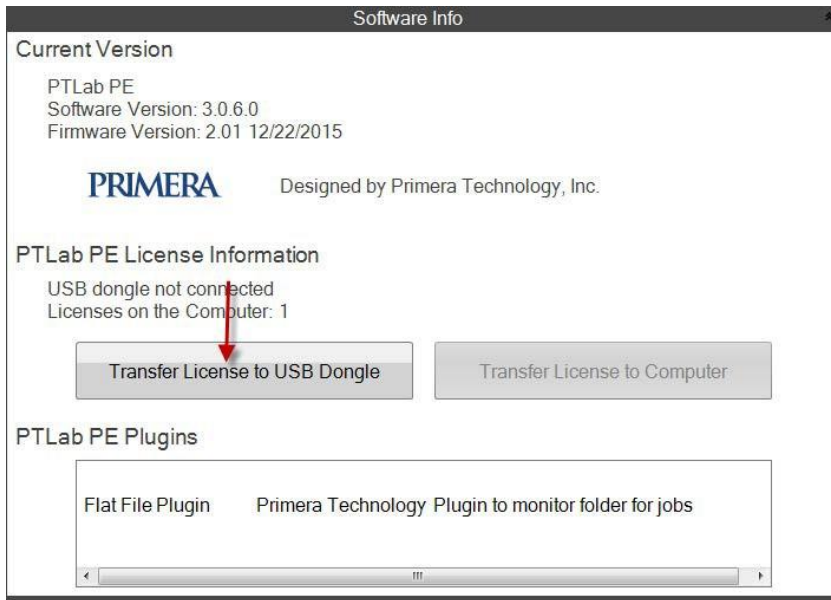 Software Info
Current Version
PTLab PE
Software Version: 3.0.6.0
Firmware Version: 2.01 12/22/2015
PRIMERA Designed by Primera Technology, Inc.
PTLab PE License Information
USB dongle not connected
Licenses on the Computer: 1
Transfer License to USB Dongle Transfer License to Computer
PTLab PE Plugins
Flat File Plugin Primera Technology Plugin to monitor folder for jobs